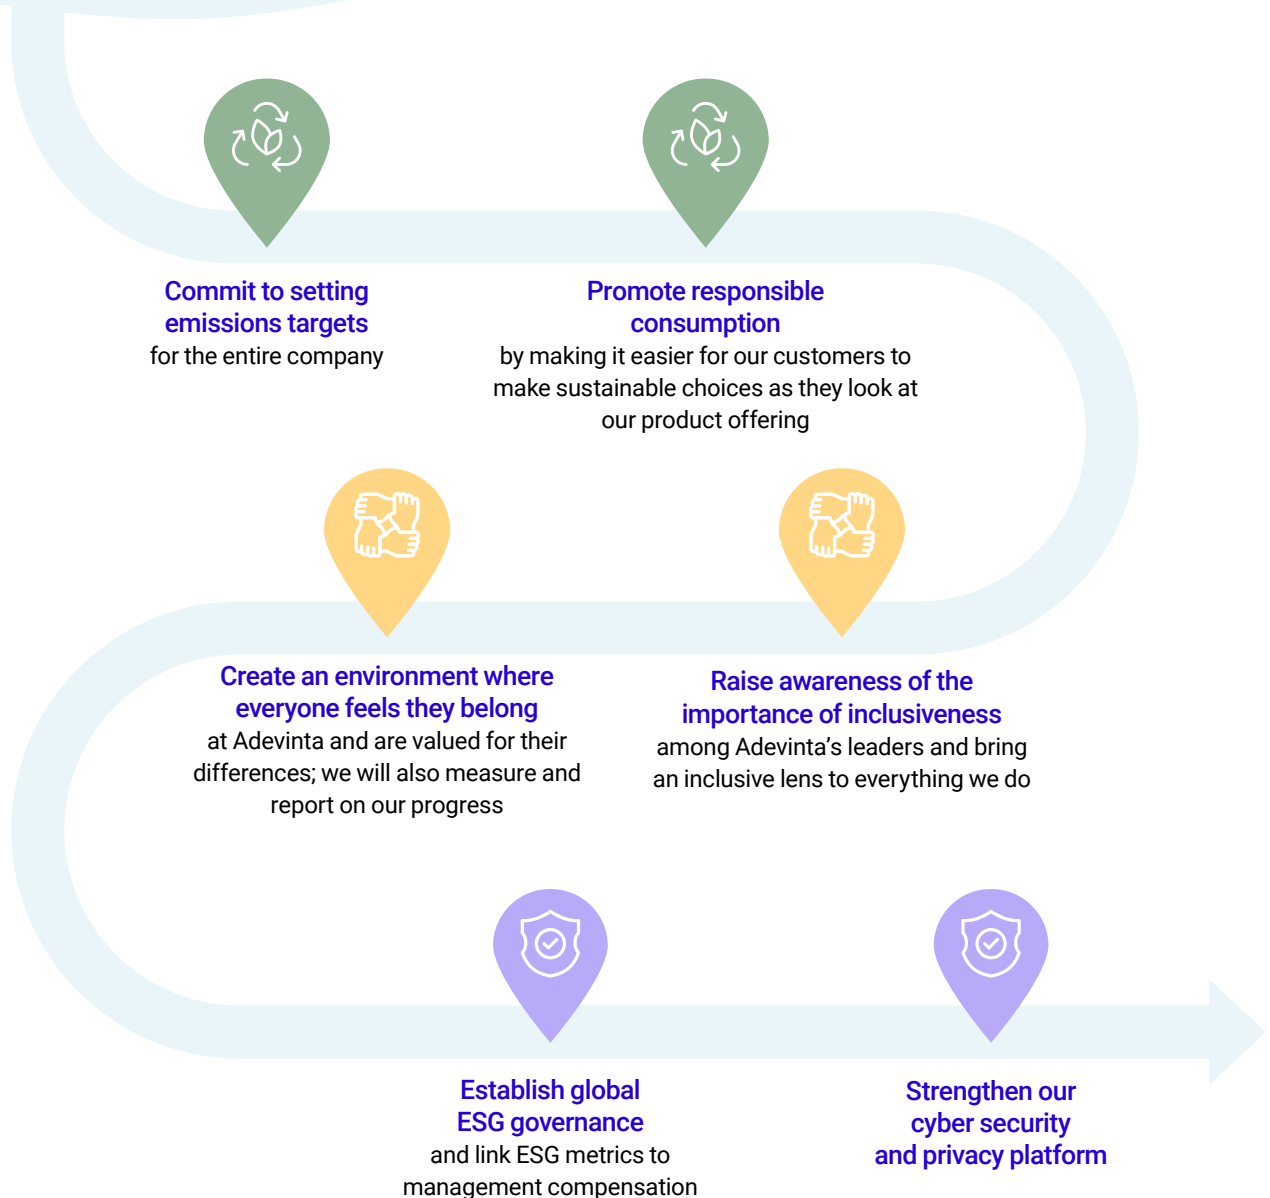 Commit to setting
emissions targets
for the entire company
Promote responsible
consumption
by making it easier for our customers to
make sustainable choices as they look at
our product offering
Create an environment where
everyone feels they belong
at Adevinta and are valued for their
differences; we will also measure and
report on our progress
Raise awareness of the
importance of inclusiveness
among Adevinta’s leaders and bring
an inclusive lens to everything we do
Establish global
ESG governance
and link ESG metrics to
management compensation
Strengthen our
cyber security
and privacy platform